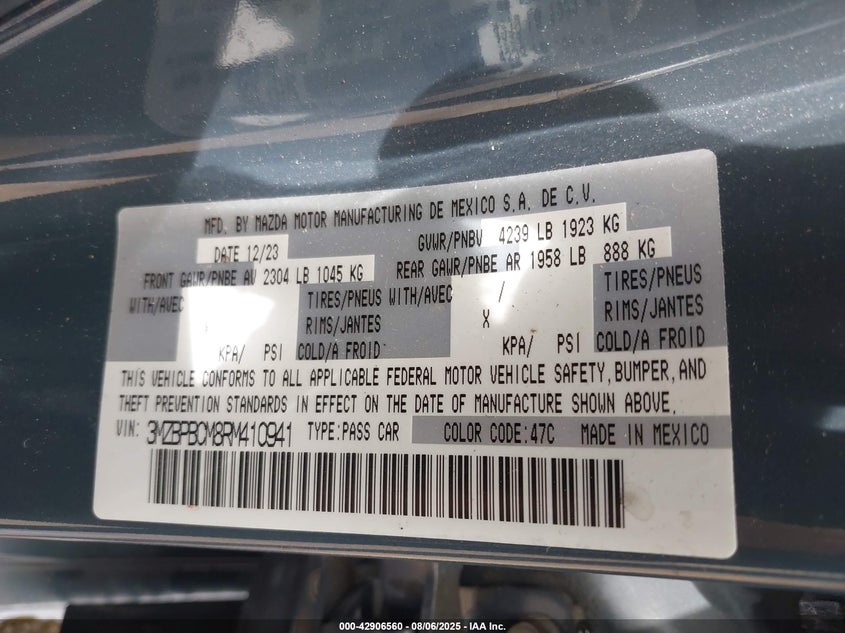 MFD. BY MAZDA MOTOR MANUFACTURING DE MEXICO S.A. DE C.V.
DATE 12/23 GVWR/PNBV 4239 LB 1923 KG
FRONT GAWR/PNBE AV 2304 LB 1045 KG REAR GAWR/PNBE AR 1958 LB 888 KG
WITH/AVEC TIRES/PNEUS WITH/AVEC / TIRES/PNEUS
RIMS/JANTES X RIMS/JANTES
KPA/ PSI COLD/A FROID KPA/ PSI COLD/A FROID
THIS VEHICLE CONFORMS TO ALL APPLICABLE FEDERAL MOTOR VEHICLE SAFETY, BUMPER, AND
THEFT PREVENTION STANDARDS IN EFFECT ON THE DATE OF MANUFACTURE SHOWN ABOVE.
VIN: 3MZBPBCM8RM410941 TYPE:PASS CAR COLOR CODE:47C MADE IN MEXICO
000-42906560 - 08/06/2025 - IAA Inc.